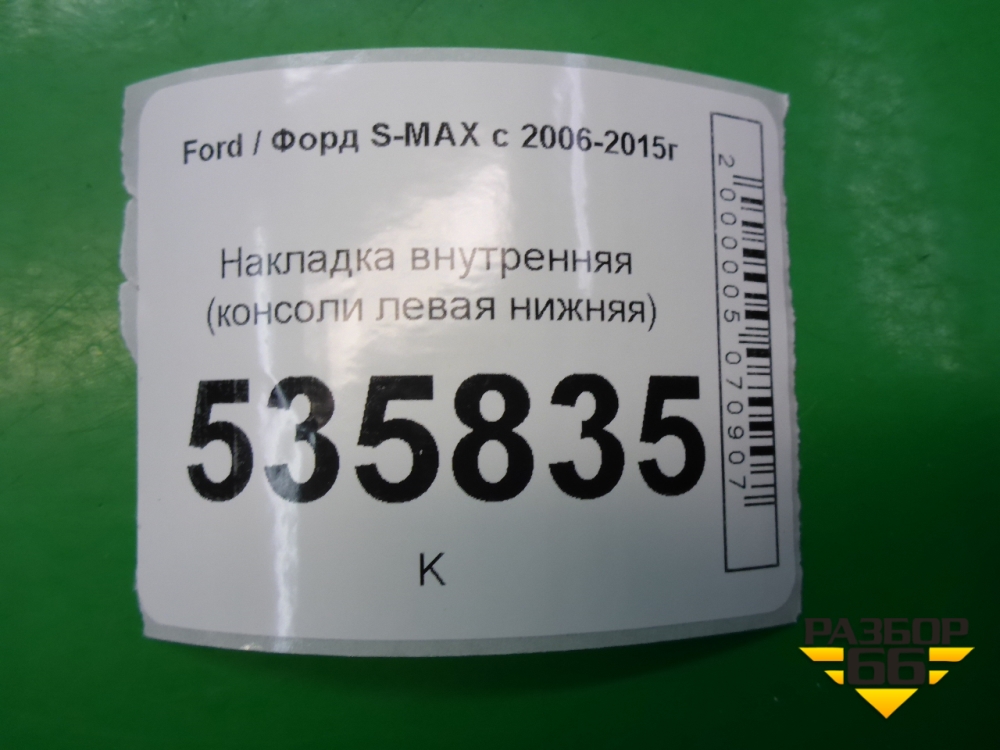 Ford / Форд S-MAX с 2006-2015г
Накладка внутренняя
(консоли левая нижняя)
535835
К
2000005070907
РАЗБОР
66